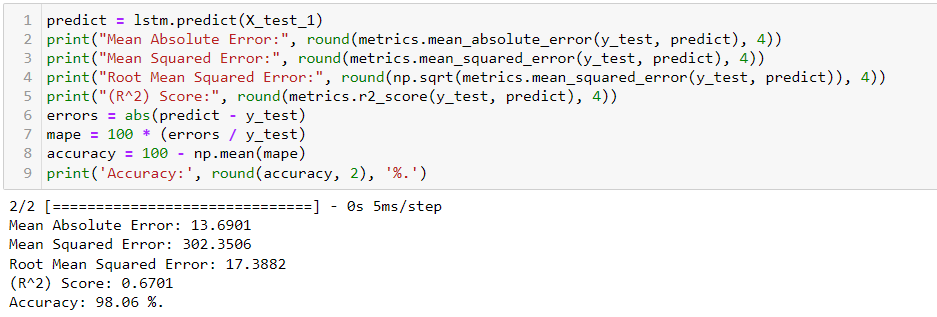 1 predict = lstm.predict(X_test_1)
2 print("Mean Absolute Error:", round(metrics.mean_absolute_error(y_test, predict), 4))
3 print("Mean Squared Error:", round(metrics.mean_squared_error(y_test, predict), 4))
4 print("Root Mean Squared Error:", round(np.sqrt(metrics.mean_squared_error(y_test, predict)), 4))
5 print("(R^2) Score:", round(metrics.r2_score(y_test, predict), 4))
6 errors = abs(predict - y_test)
7 mape = 100 * (errors / y_test)
8 accuracy = 100 - np.mean(mape)
9 print('Accuracy:', round(accuracy, 2), '%.')
2/2 [==============================] - 0s 5ms/step
Mean Absolute Error: 13.6901
Mean Squared Error: 302.3506
Root Mean Squared Error: 17.3882
(R^2) Score: 0.6701
Accuracy: 98.06 %.